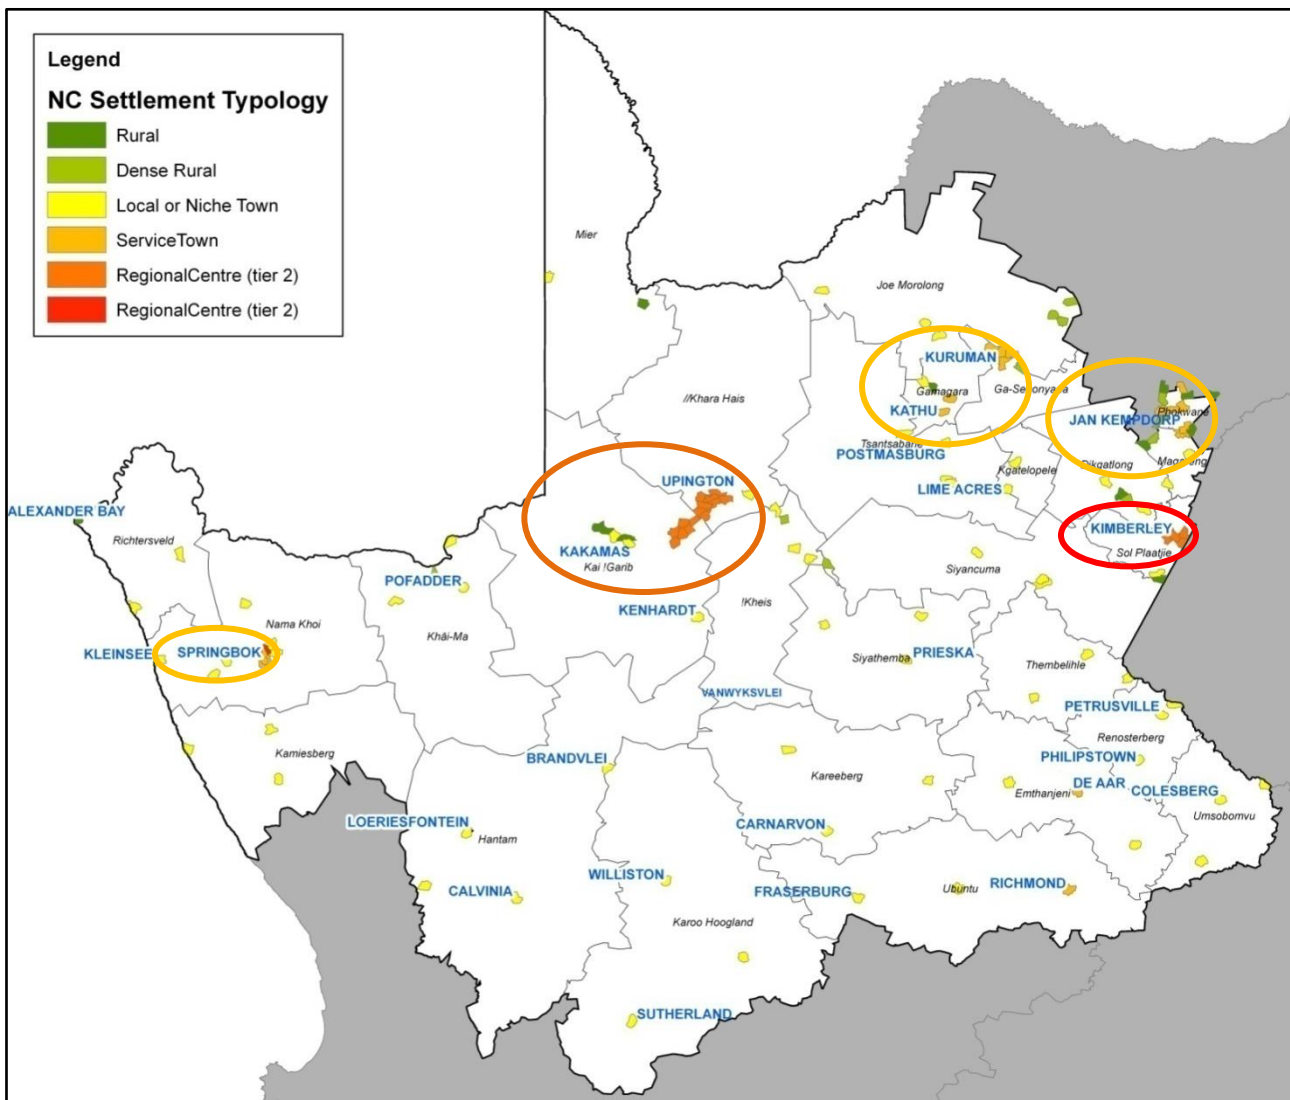 Legend
NC Settlement Typology
Rural
Dense Rural
Local or Niche Town
ServiceTown
RegionalCentre (tier 2)
RegionalCentre (tier 2)
Mier
Joe Morolong
KURUMAN
//Khara Hais
Gamagara
Ga-Segonyana
KATHU
Phokwane
JAN KEMPDORP
Tsantsabane
POSTMASBURG
Kgatelopele
Dikgatlong
Magareng
UPINGTON
LIME ACRES
ALEXANDER BAY
KIMBERLEY
Richtersveld
KAKAMAS
Sol Plaatjie
Kai !Garib
Siyancuma
POFADDER
!Kheis
KENHARDT
Nama Khoi
Khâi-Ma
KLEINSEE
SPRINGBOK
Siyathemba
PRIESKA
Thembelihle
VANWYKSVLEI
PETRUSVILLE
Renosterberg
Kamiesberg
BRANDVLEI
PHILIPSTOWN
Kareeberg
DE AAR
Emthanjeni
COLESBERG
Umsobomvu
LOERIESFONTEIN
Hantam
CARNARVON
WILLISTON
RICHMOND
CALVINIA
FRASERBURG
Ubuntu
Karoo Hoogland
SUTHERLAND